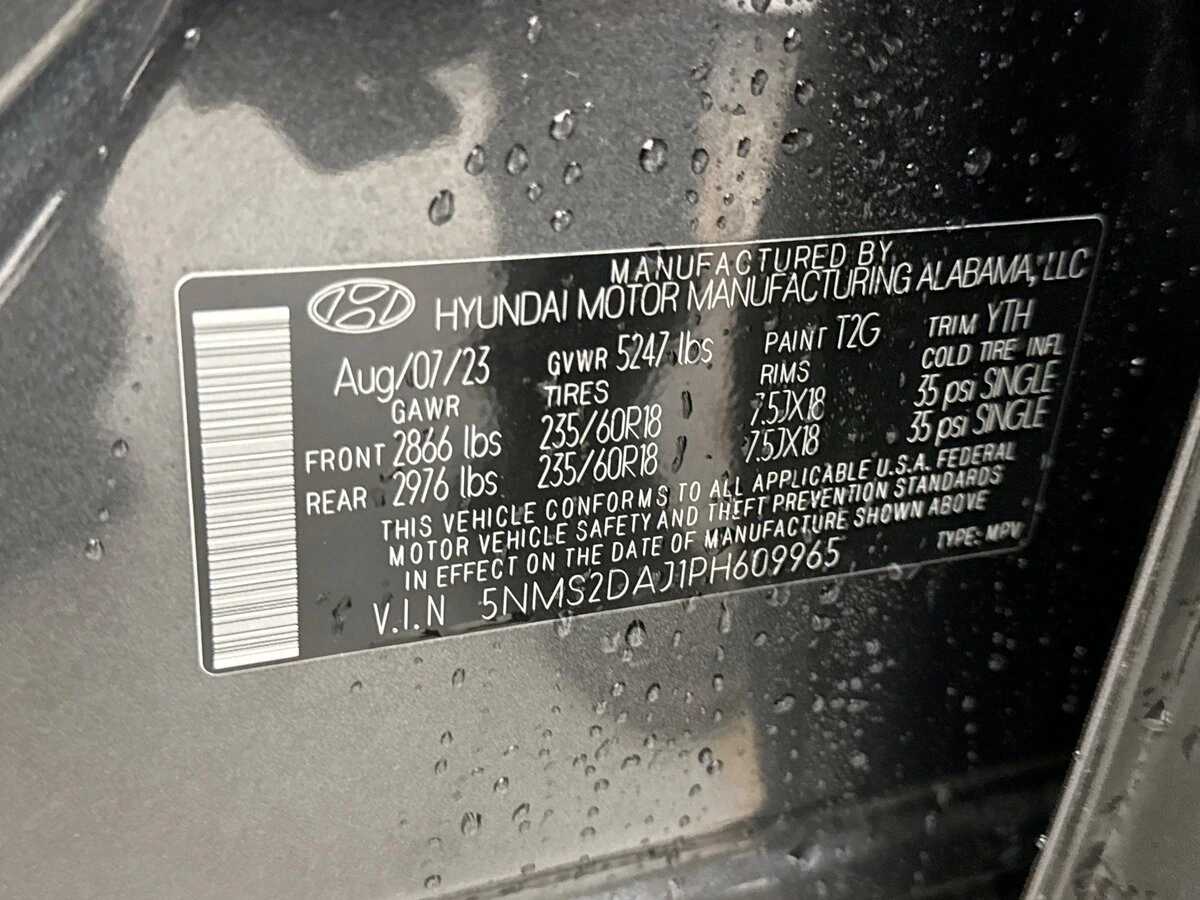 MANUFACTURED BY
HYUNDAI MOTOR MANUFACTURING ALABAMA, LLC
Aug/07/23 GVWR 5247 lbs PAINT T2G TRIM YTH
GAWR TIRES RIMS COLD TIRE INFL
FRONT 2866 lbs 235/60R18 7.5JX18 35 psi SINGLE
REAR 2976 lbs 235/60R18 7.5JX18 35 psi SINGLE
THIS VEHICLE CONFORMS TO ALL APPLICABLE U.S.A. FEDERAL
MOTOR VEHICLE SAFETY AND THEFT PREVENTION STANDARDS
IN EFFECT ON THE DATE OF MANUFACTURE SHOWN ABOVE
V.I.N 5NMS2DAJ1PH609965 TYPE: MPV